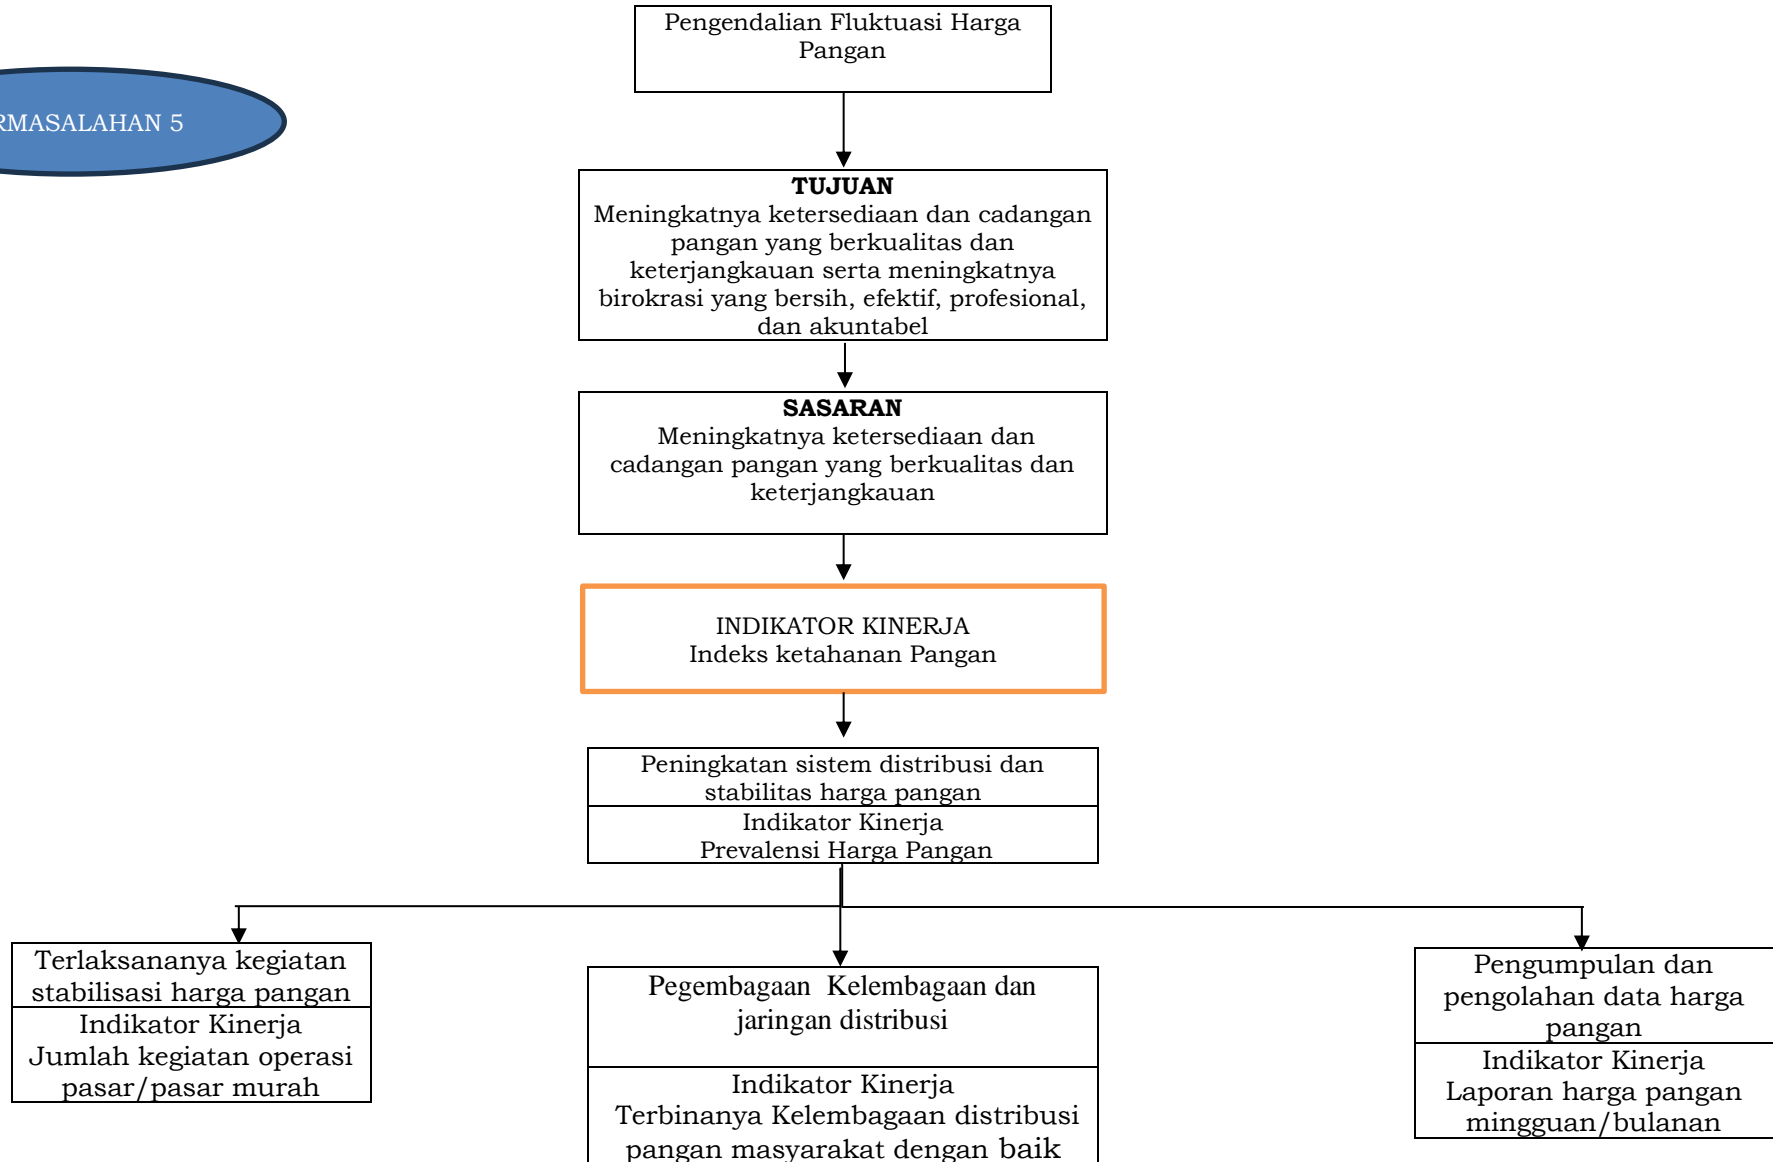 Pengendalian Fluktuasi Harga
Pangan
RMASALAHAN 5
TUJUAN
Meningkatnya ketersediaan dan cadangan
pangan yang berkualitas dan
keterjangkauan serta meningkatnya
birokrasi yang bersih, efektif, profesional,
dan akuntabel
SASARAN
Meningkatnya ketersediaan dan
cadangan pangan yang berkualitas dan
keterjangkauan
INDIKATOR KINERJA
Indeks ketahanan Pangan
Peningkatan sistem distribusi dan
stabilitas harga pangan
Indikator Kinerja
Prevalensi Harga Pangan
Terlaksananya kegiatan
stabilisasi harga pangan
Indikator Kinerja
Jumlah kegiatan operasi
pasar/pasar murah
Pegembagaan Kelembagaan dan
jaringan distribusi
Indikator Kinerja
Terbinanya Kelembagaan distribusi
pangan masyarakat dengan baik
Pengumpulan dan
pengolahan data harga
pangan
Indikator Kinerja
Laporan harga pangan
mingguan/bulanan